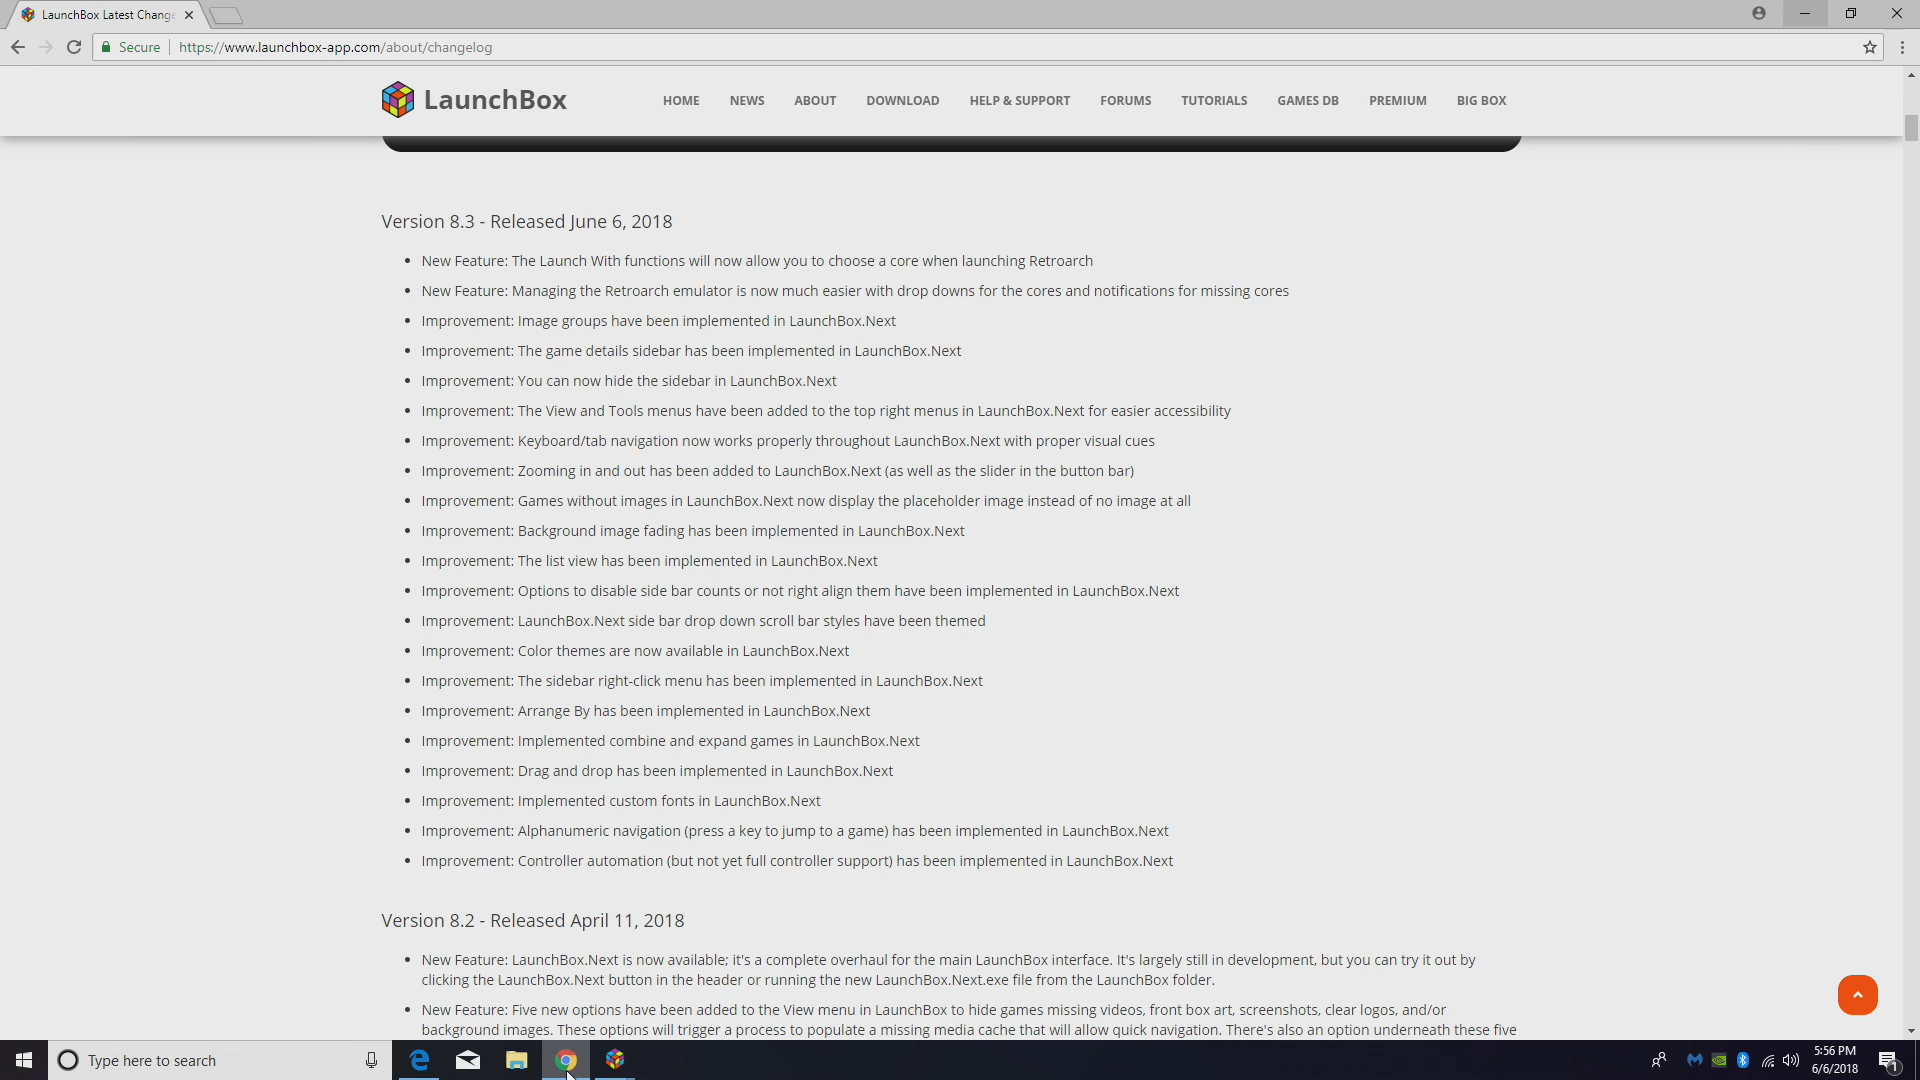 LaunchBox Latest Change
Secure
https://www.launchbox-app.com/about/changelog
LaunchBox
HOME
NEWS
ABOUT
DOWNLOAD
HELP & SUPPORT
FORUMS
TUTORIALS
GAMES DB
PREMIUM
BIG BOX
Version 8.3 - Released June 6, 2018
New Feature: The Launch With functions will now allow you to choose a core when launching Retroarch
New Feature: Managing the Retroarch emulator is now much easier with drop downs for the cores and notifications for missing cores
Improvement: Image groups have been implemented in LaunchBox.Next
Improvement: The game details sidebar has been implemented in LaunchBox.Next
Improvement: You can now hide the sidebar in LaunchBox.Next
Improvement: The View and Tools menus have been added to the top right menus in LaunchBox.Next for easier accessibility
Improvement: Keyboard/tab navigation now works properly throughout LaunchBox.Next with proper visual cues
Improvement: Zooming in and out has been added to LaunchBox.Next (as well as the slider in the button bar)
Improvement: Games without images in LaunchBox.Next now display the placeholder image instead of no image at all
Improvement: Background image fading has been implemented in LaunchBox.Next
Improvement: The list view has been implemented in LaunchBox.Next
Improvement: Options to disable side bar counts or not right align them have been implemented in LaunchBox.Next
Improvement: LaunchBox.Next side bar drop down scroll bar styles have been themed
Improvement: Color themes are now available in LaunchBox.Next
Improvement: The sidebar right-click menu has been implemented in LaunchBox.Next
Improvement: Arrange By has been implemented in LaunchBox.Next
Improvement: Implemented combine and expand games in LaunchBox.Next
Improvement: Drag and drop has been implemented in LaunchBox.Next
Improvement: Implemented custom fonts in LaunchBox.Next
Improvement: Alphanumeric navigation (press a key to jump to a game) has been implemented in LaunchBox.Next
Improvement: Controller automation (but not yet full controller support) has been implemented in LaunchBox.Next
Version 8.2 - Released April 11, 2018
New Feature: LaunchBox.Next is now available; it's a complete overhaul for the main LaunchBox interface. It's largely still in development, but you can try it out by
clicking the LaunchBox.Next button in the header or running the new LaunchBox.Next.exe file from the LaunchBox folder.
New Feature: Five new options have been added to the View menu in LaunchBox to hide games missing videos, front box art, screenshots, clear logos, and/or
background images. These options will trigger a process to populate a missing media cache that will allow quick navigation. There's also an option underneath these five
Type here to search
5:56 PM
6/6/2018
1